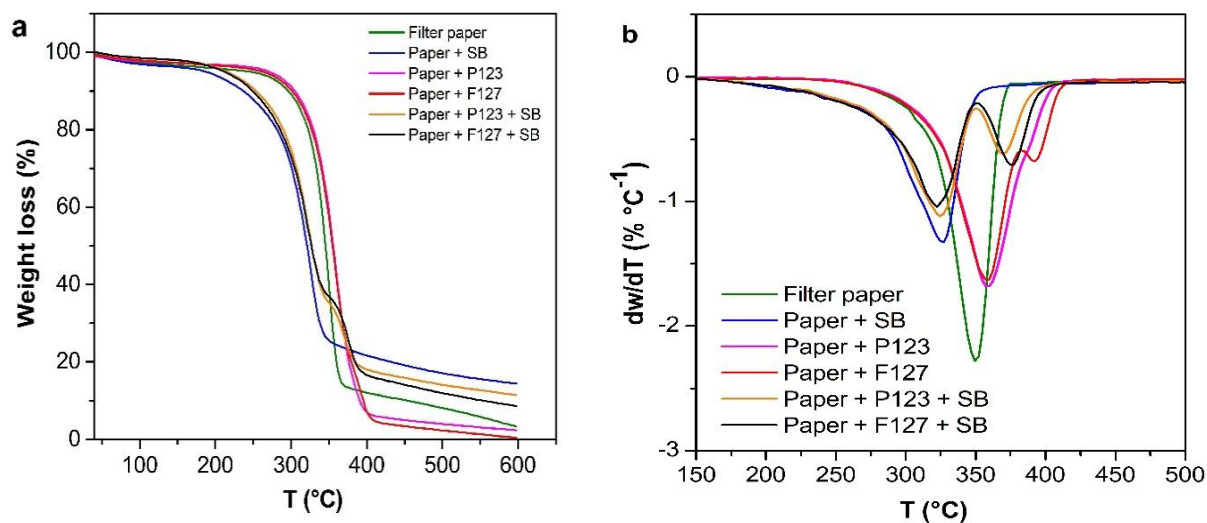 a
Weight loss (%)
100
80
60
40
20
0
Filter paper
Paper + SB
Paper + P123
Paper + F127
Paper + P123 + SB
Paper + F127 + SB
100
200
300
400
500
600
T (°C)
b
dw/dT (% °C⁻¹)
0
-1
-2
-3
Filter paper
Paper + SB
Paper + P123
Paper + F127
Paper + P123 + SB
Paper + F127 + SB
150
200
250
300
350
400
450
500
T (°C)